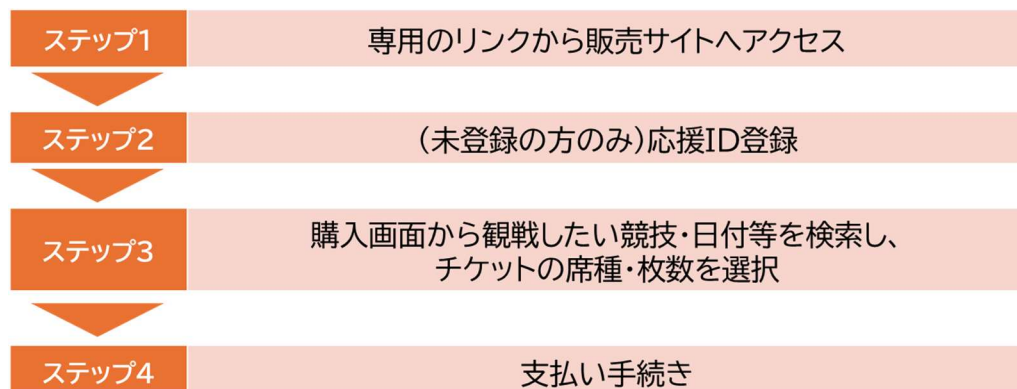 ステップ1
専用のリンクから販売サイトへアクセス
ステップ2
(未登録の方のみ)応援ID登録
ステップ3
購入画面から観戦したい競技・日付等を検索し、
チケットの席種・枚数を選択
ステップ4
支払い手続き